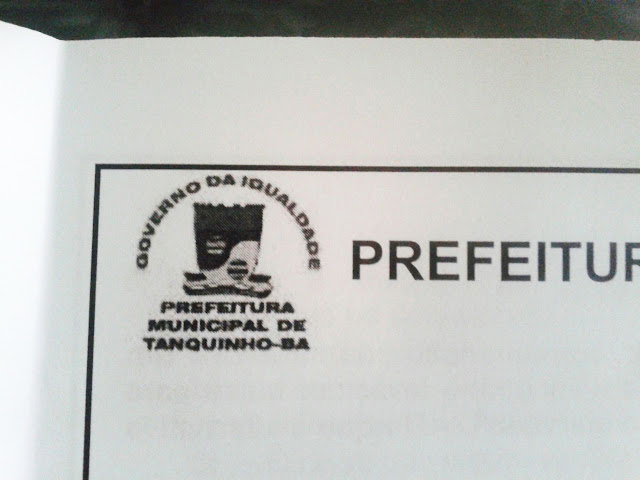 GOVERNO DA IGUALDADE
PREFEITURA
MUNICIPAL DE
TANQUINHO-BA
PREFEITUR